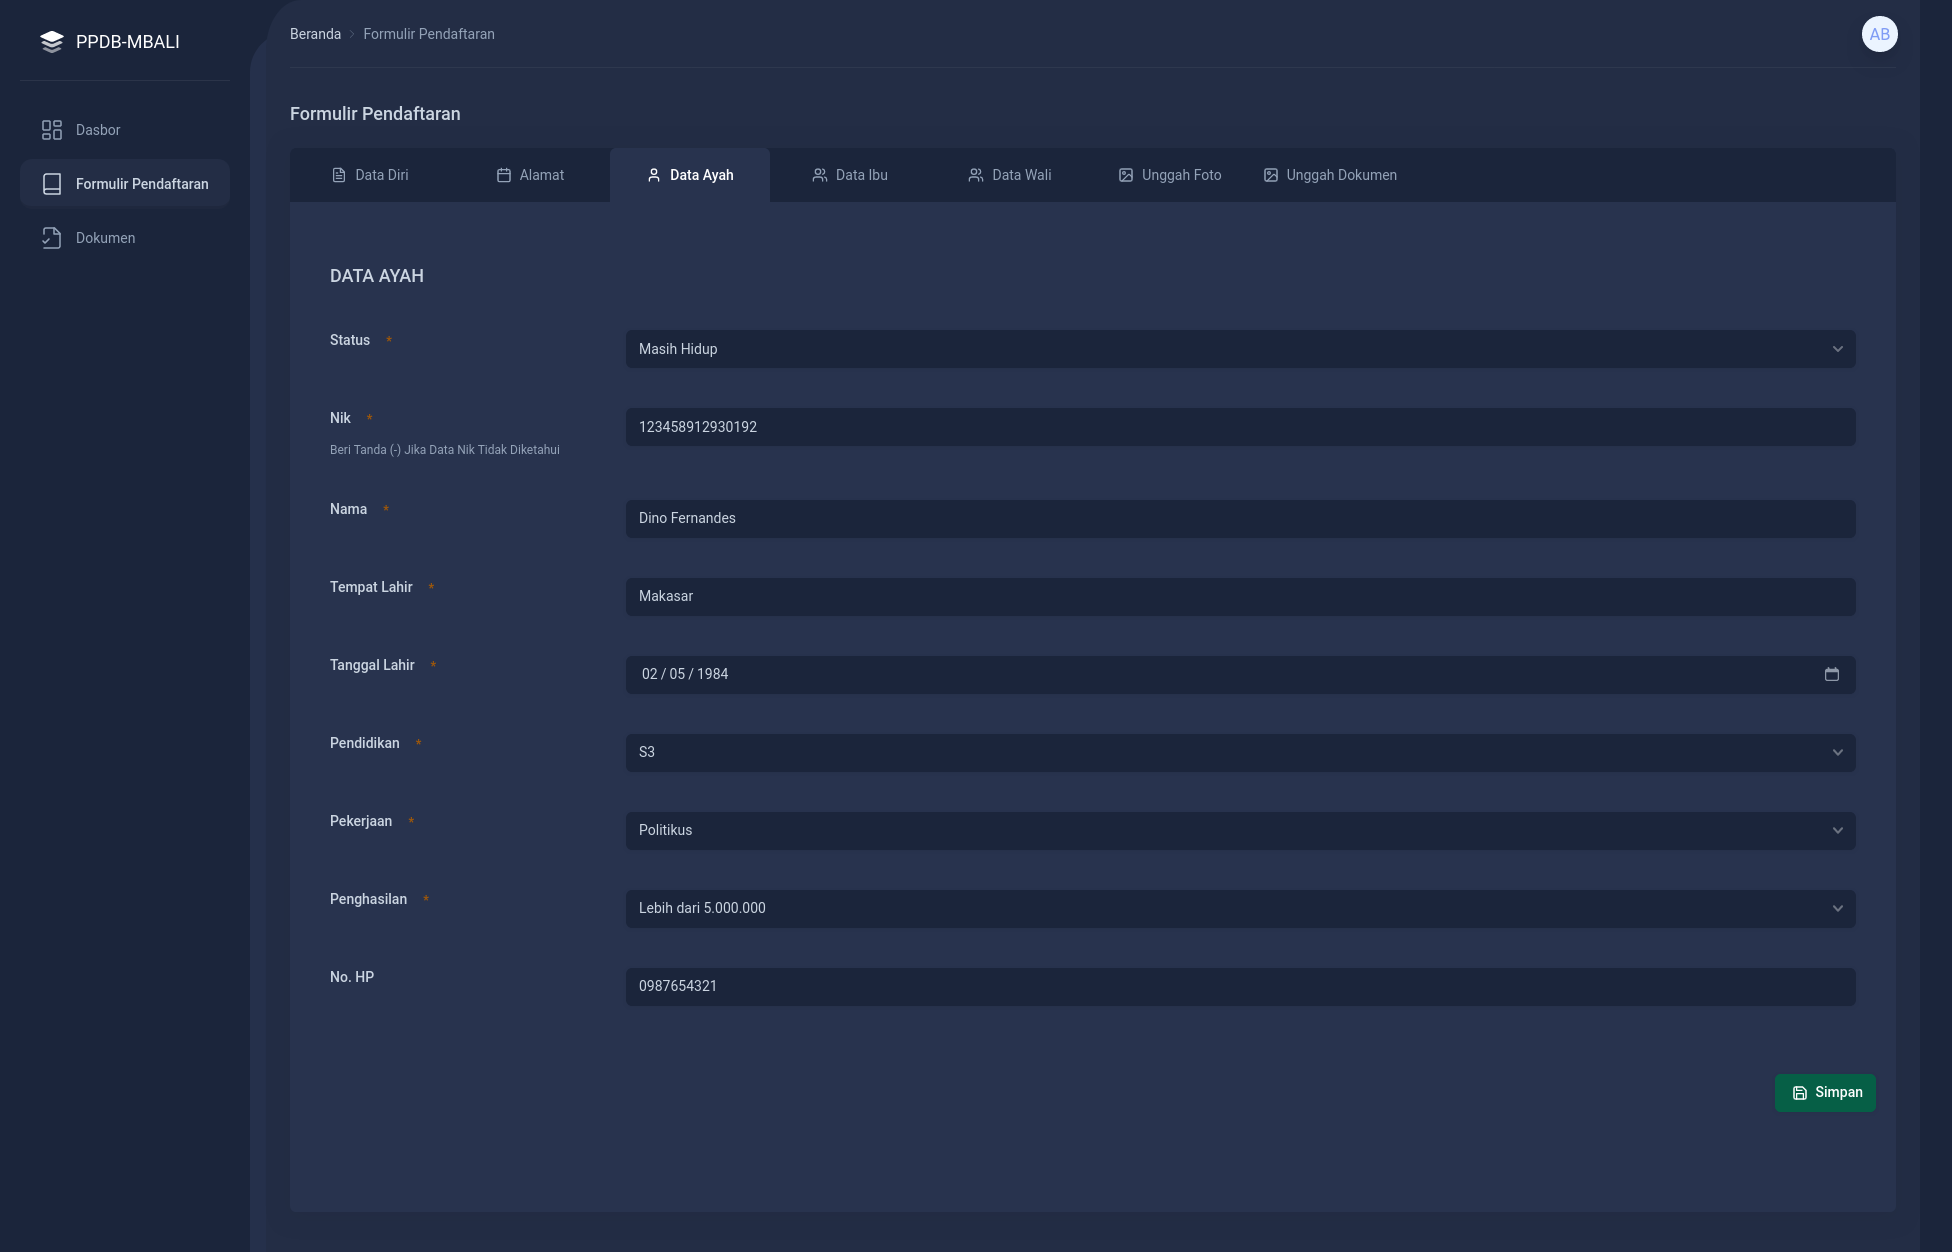 PPDB-MBALI
Dasbor
Formulir Pendaftaran
Dokumen
Beranda
Formulir Pendaftaran
AB
Formulir Pendaftaran
Data Diri
Alamat
Data Ayah
Data Ibu
Data Wali
Unggah Foto
Unggah Dokumen
DATA AYAH
Status *
Masih Hidup
Nik *
Beri Tanda (-) Jika Data Nik Tidak Diketahui
123458912930192
Nama *
Dino Fernandes
Tempat Lahir *
Makasar
Tanggal Lahir *
02 / 05 / 1984
Pendidikan *
S3
Pekerjaan *
Politikus
Penghasilan *
Lebih dari 5.000.000
No. HP
0987654321
Simpan